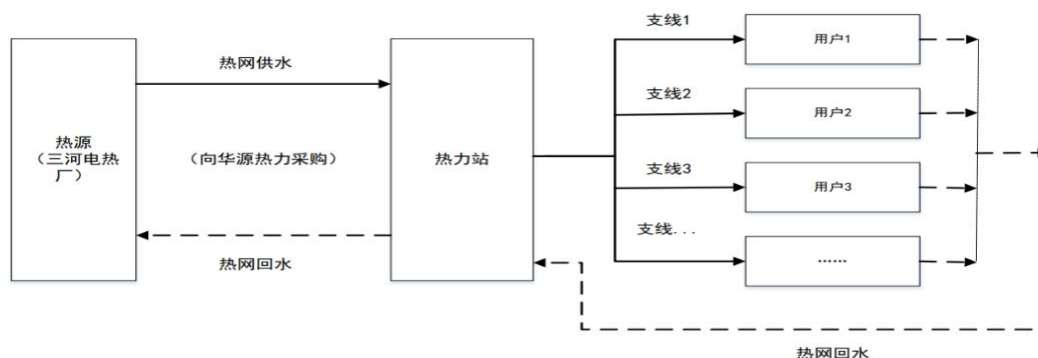 热源
（三河电热
厂）
热网供水
（向华源热力采购）
热网回水
热力站
支线1
用户1
支线2
用户2
支线3
用户3
支线...
......
热网回水